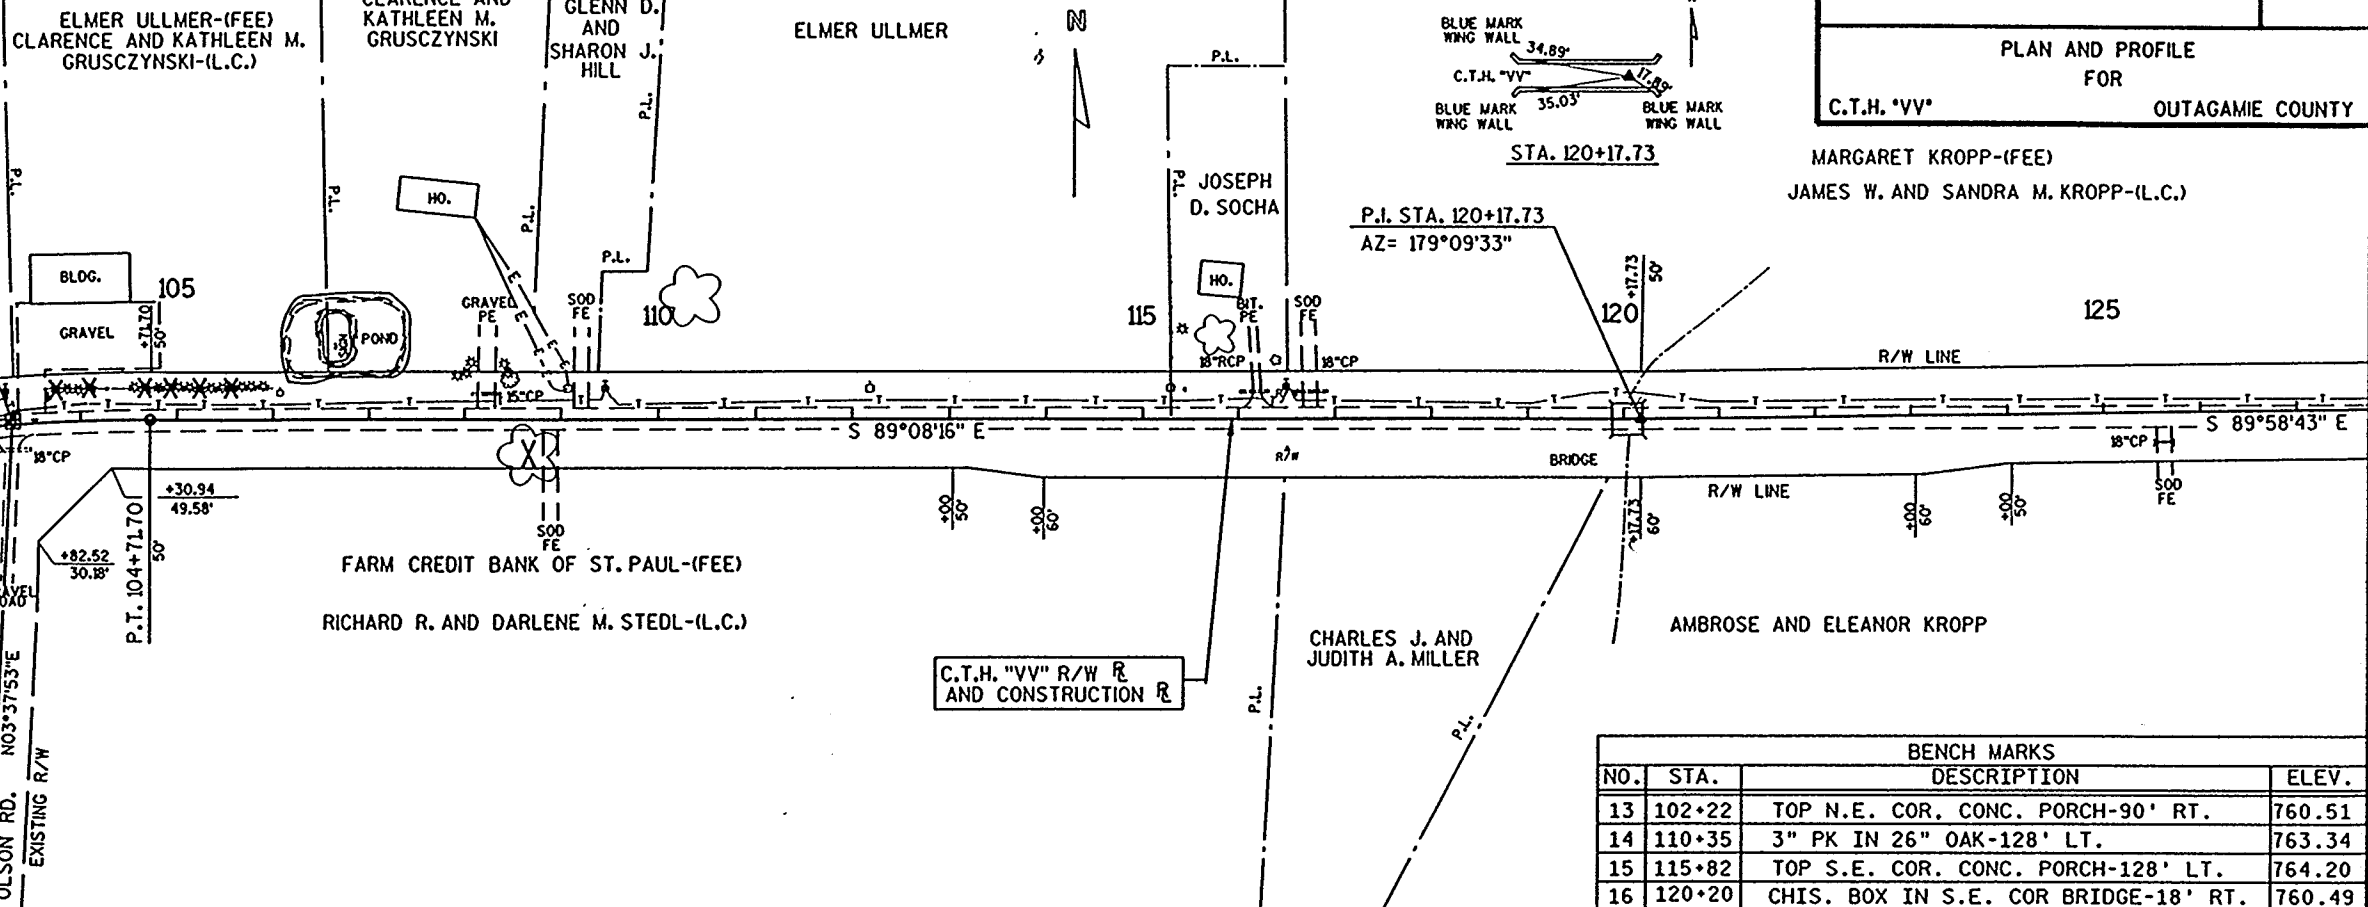 ELMER ULLMER-(FEE)
CLARENCE AND KATHLEEN M.
GRUSCZYNSKI-(L.C.)
CLARENCE AND
KATHLEEN M.
GRUSCZYNSKI
GLENN D.
AND
SHARON J.
HILL
ELMER ULLMER
N
BLUE MARK
WING WALL
34.89'
C.T.H. "VV"
17.89'
35.03'
BLUE MARK
WING WALL
BLUE MARK
WING WALL
STA. 120+17.73
PLAN AND PROFILE
FOR
C.T.H. "VV"
OUTAGAMIE COUNTY
MARGARET KROPP-(FEE)
JAMES W. AND SANDRA M. KROPP-(L.C.)
P.L.
P.L.
P.L.
P.L.
P.L.
P.L.
P.L.
JOSEPH
D. SOCHA
P.I. STA. 120+17.73
AZ= 179°09'33"
HO.
HO.
BLDG.
GRAVEL
105
+71.70
50'
SIGN
POND
GRAVEL
PE
SOD
FE
110
115
BIT.
PE
SOD
FE
120
+17.73
50'
125
R/W LINE
E
E
E
E
15"CP
18"RCP
18"CP
S 89°08'16" E
S 89°58'43" E
18"CP
18"CP
SOD
FE
R/W
BRIDGE
R/W LINE
+30.94
49.58'
+82.52
30.18'
P.T. 104+71.70
50'
X
SOD
FE
+00
50'
+00
60'
+17.73
60'
+00
60'
+00
50'
FARM CREDIT BANK OF ST. PAUL-(FEE)
RICHARD R. AND DARLENE M. STEDL-(L.C.)
C.T.H. "VV" R/W
AND CONSTRUCTION
CHARLES J. AND
JUDITH A. MILLER
AMBROSE AND ELEANOR KROPP
P.L.
P.L.
OLSON RD. N03°37'53"E
EXISTING R/W
BENCH MARKS
NO. STA. DESCRIPTION ELEV.
13 102+22 TOP N.E. COR. CONC. PORCH-90' RT. 760.51
14 110+35 3" PK IN 26" OAK-128' LT. 763.34
15 115+82 TOP S.E. COR. CONC. PORCH-128' LT. 764.20
16 120+20 CHIS. BOX IN S.E. COR BRIDGE-18' RT. 760.49